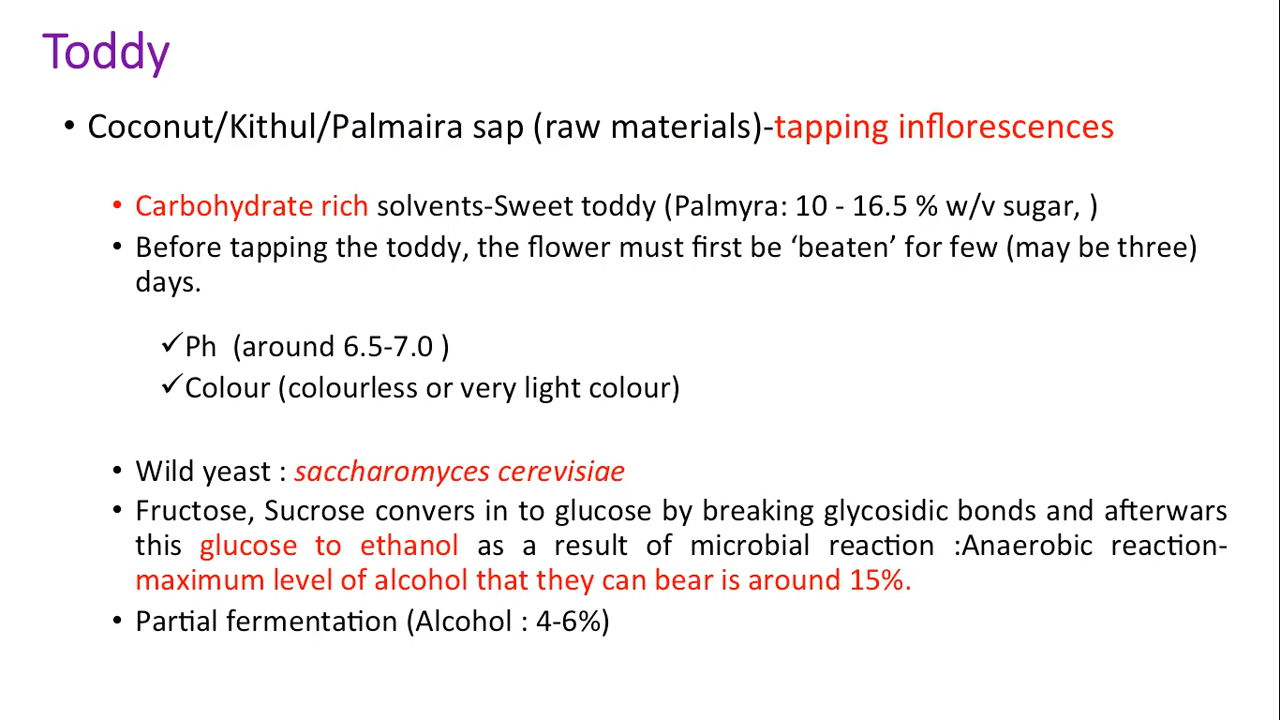 Toddy
• Coconut/Kithul/Palmaira sap (raw materials)-tapping inflorescences
• Carbohydrate rich solvents-Sweet toddy (Palmyra: 10 - 16.5 % w/v sugar, )
• Before tapping the toddy, the flower must first be ‘beaten’ for few (may be three)
days.
✓Ph (around 6.5-7.0 )
✓Colour (colourless or very light colour)
• Wild yeast : saccharomyces cerevisiae
• Fructose, Sucrose convers in to glucose by breaking glycosidic bonds and afterwars
this glucose to ethanol as a result of microbial reaction :Anaerobic reaction-
maximum level of alcohol that they can bear is around 15%.
• Partial fermentation (Alcohol : 4-6%)